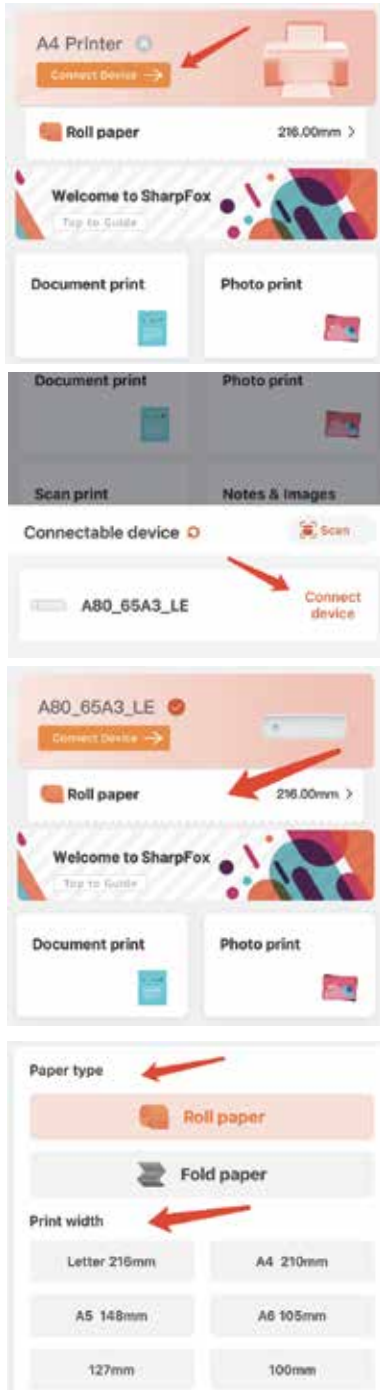 A4 Printer
Connect Device →
Roll paper 216.00mm >
Welcome to SharpFox
Tap to Guide
Document print Photo print
Document print Photo print
Scan print Notes & Images
Connectable device Scan
A80_65A3_LE Connect
device
A80_65A3_LE
Connect Device →
Roll paper 216.00mm >
Welcome to SharpFox
Tap to Guide
Document print Photo print
Paper type
Roll paper
Fold paper
Print width
Letter 216mm A4 210mm
A5 148mm A6 105mm
127mm 100mm